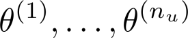 θ^{(1)}, ..., θ^{(n_u)}